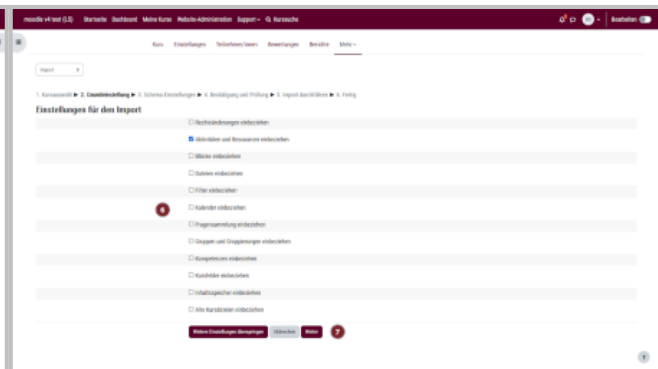 moodle v4 test (LS) Startseite Dashboard Meine Kurse Website-Administration Support Kurssuche Bearbeiten
Kurs Einstellungen Teilnehmer/innen Bewertungen Berichte Mehr
Import
1. Kursauswahl ► 2. Grundeinstellung ► 3. Schema-Einstellungen ► 4. Bestätigung und Prüfung ► 5. Import durchführen ► 6. Fertig
Einstellungen für den Import
Rechteänderungen einbeziehen
Aktivitäten und Ressourcen einbeziehen
Blöcke einbeziehen
Dateien einbeziehen
Filter einbeziehen
6
Kalender einbeziehen
Fragensammlung einbeziehen
Gruppen und Gruppierungen einbeziehen
Kompetenzen einbeziehen
Kursfelder einbeziehen
Inhaltsspeicher einbeziehen
Alte Kursdateien einbeziehen
Weitere Einstellungen überspringen Abbrechen Weiter 7
?